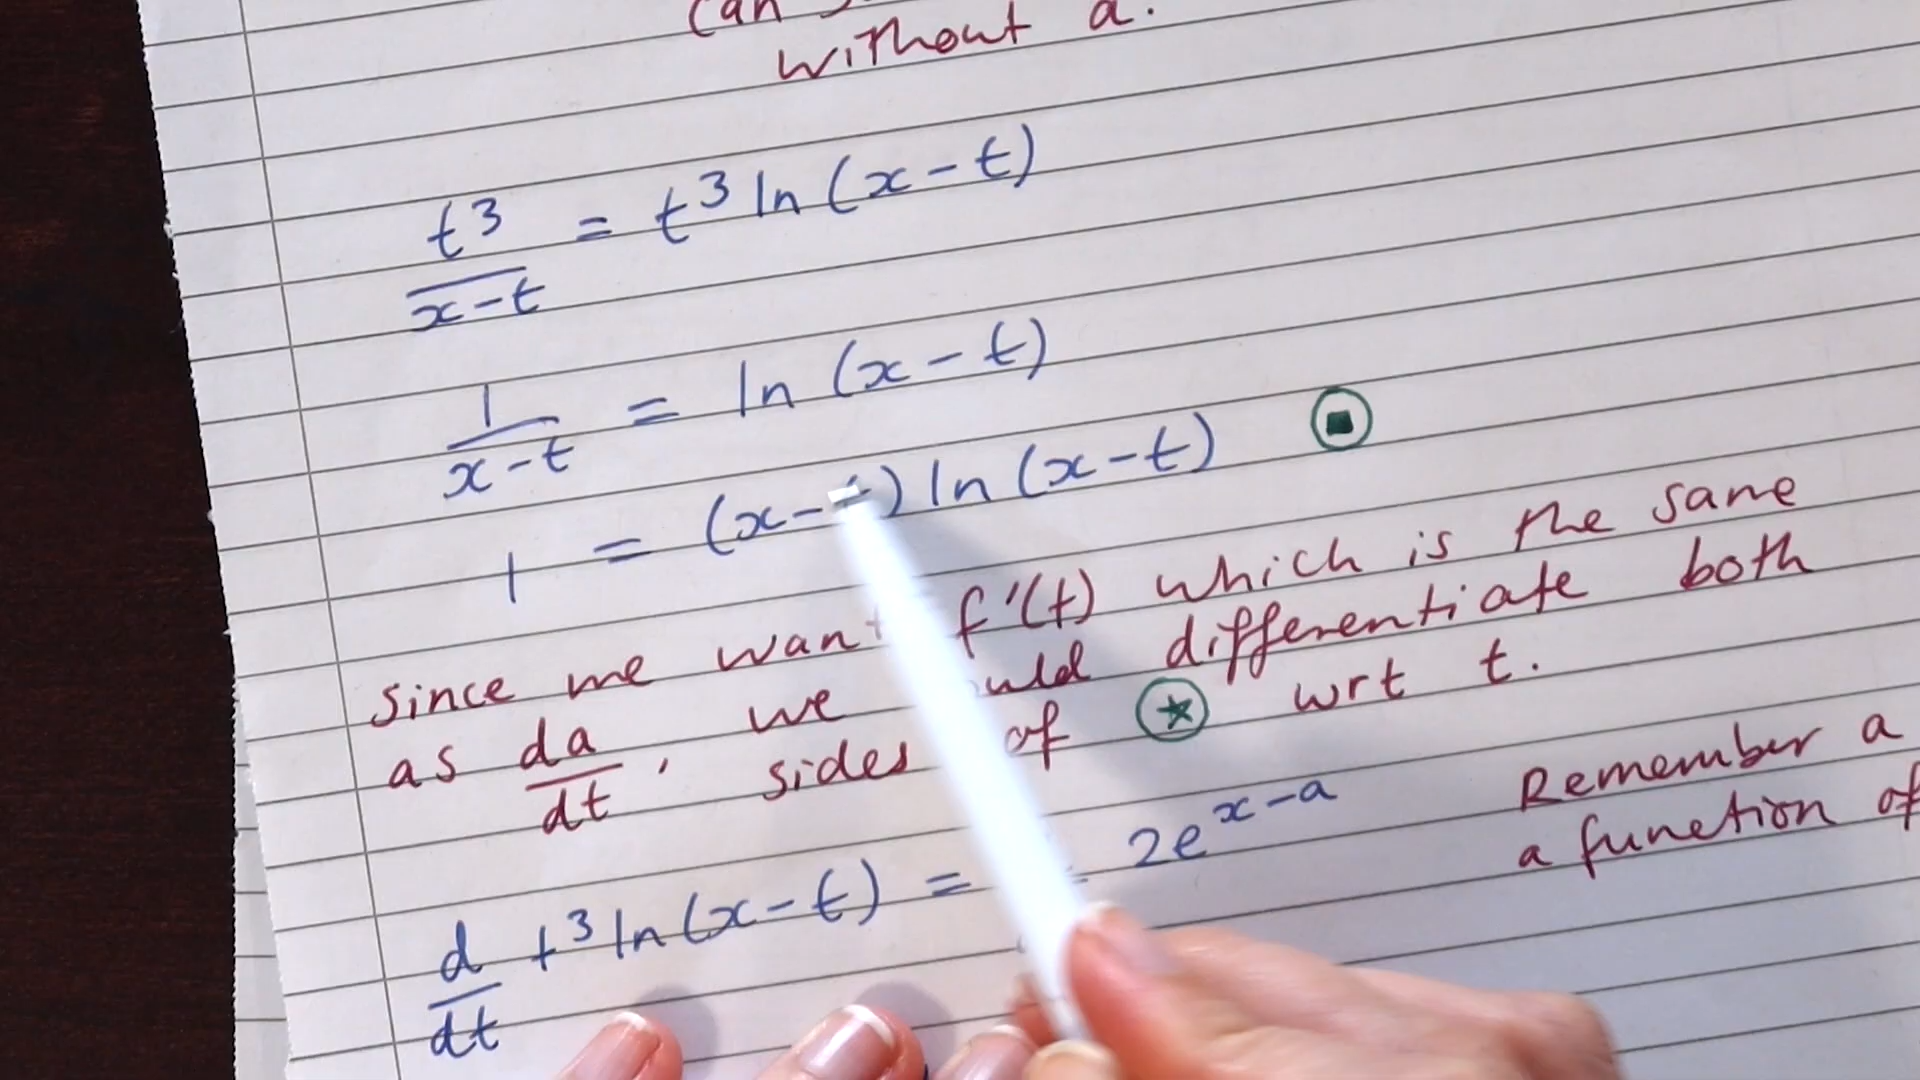 can
without a.
t³/(x-t) = t³ ln (x-t)
1/(x-t) = ln (x-t)
1 = (x-t) ln (x-t)
since we want f'(t) which is the same
as da/dt, we differentiate both
sides of ★ wrt t.
Remember a
a function of
d/dt t³ ln(x-t) = 2e^(x-a)